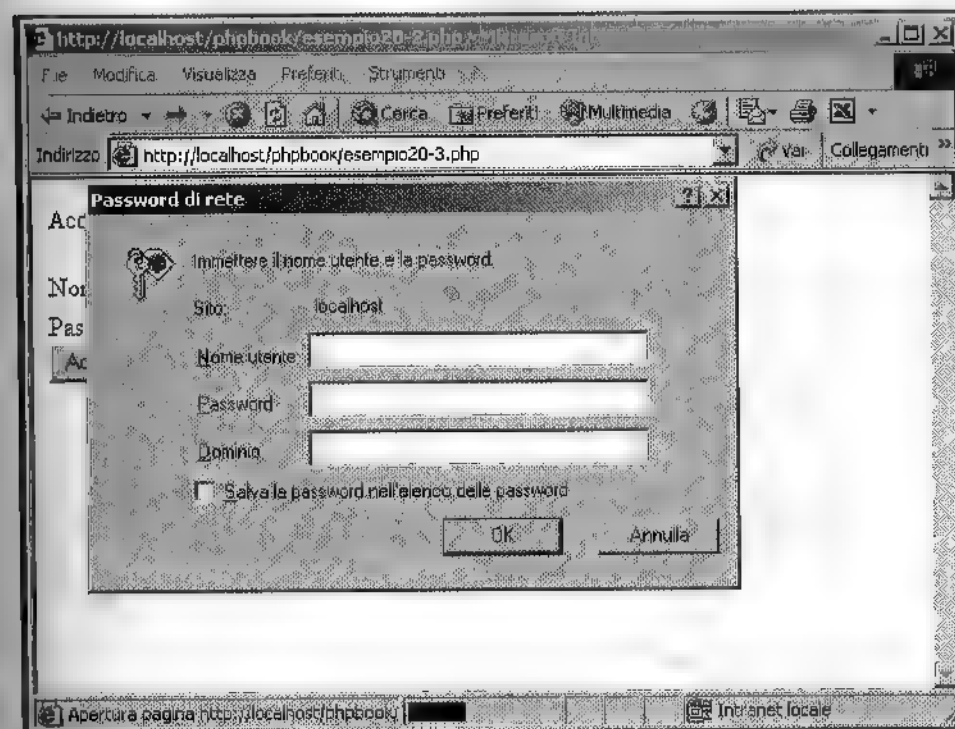 http://localhost/phpbook/esempio20-2.php
File Modifica Visualizza Preferiti Strumenti
Indietro Cerca Preferiti Multimedia
Indirizzo http://localhost/phpbook/esempio20-3.php Vai Collegamenti »
Password di rete
Acc
Immettere il nome utente e la password.
Nor
Sito: localhost
Pas
Nome utente
Ac
Password
Dominio
Salva la password nell'elenco delle password
OK Annulla
Apertura pagina http://localhost/phpbook/ Intranet locale